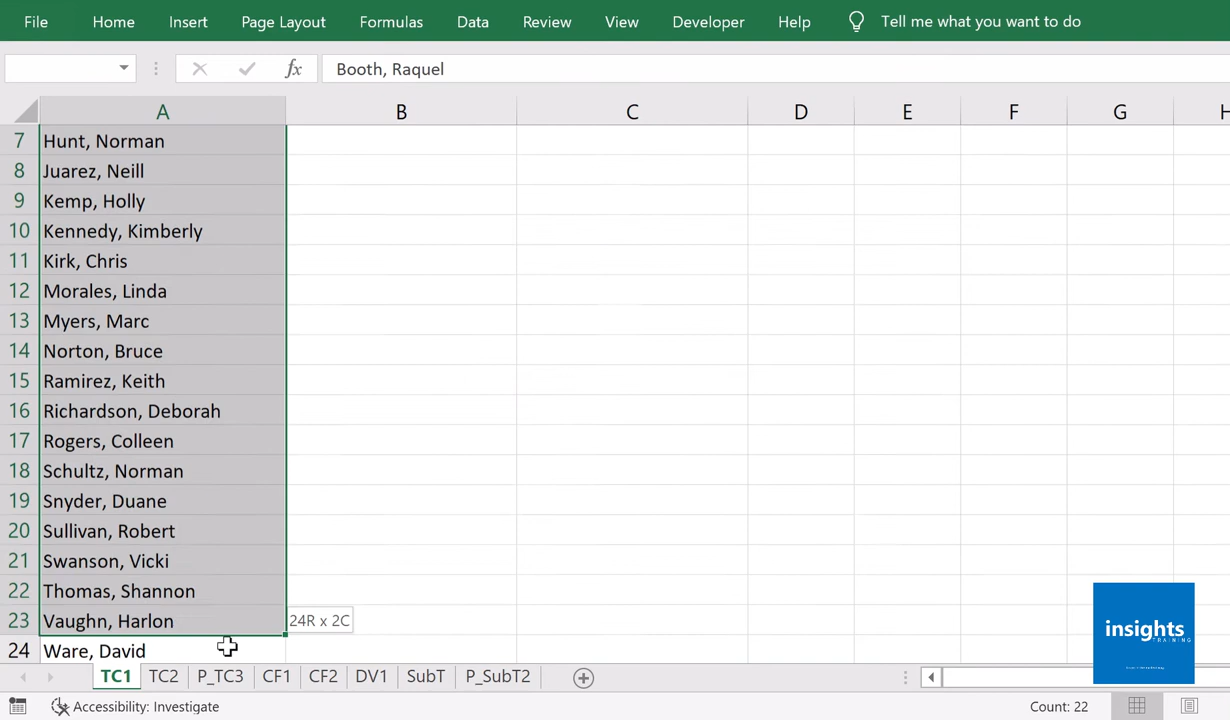 File Home Insert Page Layout Formulas Data Review View Developer Help Tell me what you want to do
fx Booth, Raquel
A B C D E F G H
7 Hunt, Norman
8 Juarez, Neill
9 Kemp, Holly
10 Kennedy, Kimberly
11 Kirk, Chris
12 Morales, Linda
13 Myers, Marc
14 Norton, Bruce
15 Ramirez, Keith
16 Richardson, Deborah
17 Rogers, Colleen
18 Schultz, Norman
19 Snyder, Duane
20 Sullivan, Robert
21 Swanson, Vicki
22 Thomas, Shannon
23 Vaughn, Harlon 24R x 2C
insights
24 Ware, David
TC1 TC2 P_TC3 CF1 CF2 DV1 SubT P_SubT2
Accessibility: Investigate Count: 22